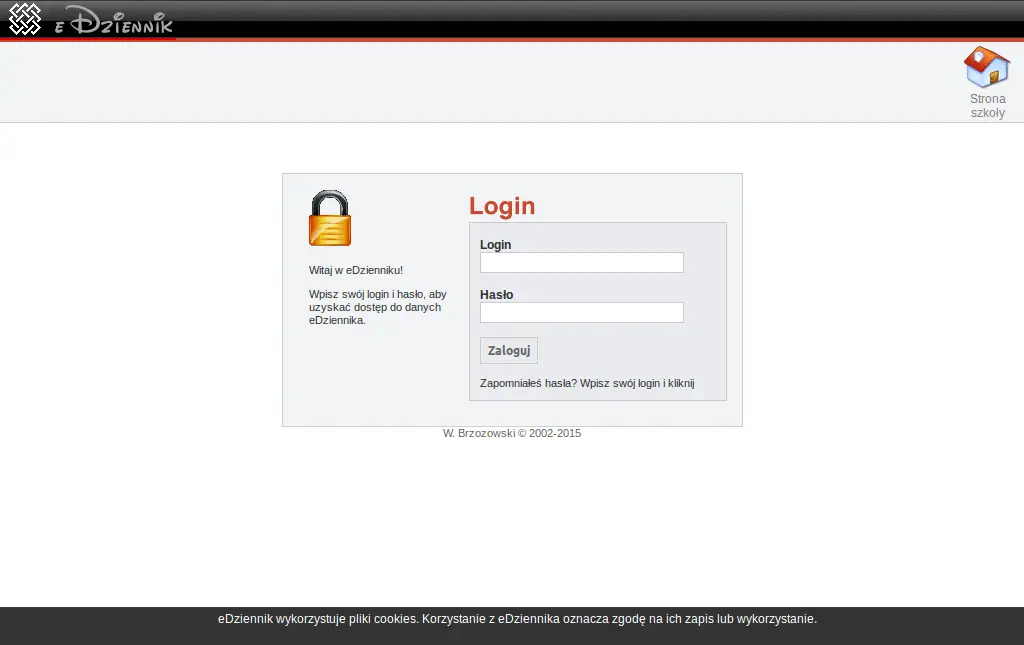 eDziennik
Strona
szkoły
Login
Login
Witaj w eDzienniku!
Wpisz swój login i hasło, aby
uzyskać dostęp do danych
eDziennika.
Hasło
Zaloguj
Zapomniałeś hasła? Wpisz swój login i kliknij
W. Brzozowski © 2002-2015
eDziennik wykorzystuje pliki cookies. Korzystanie z eDziennika oznacza zgodę na ich zapis lub wykorzystanie.